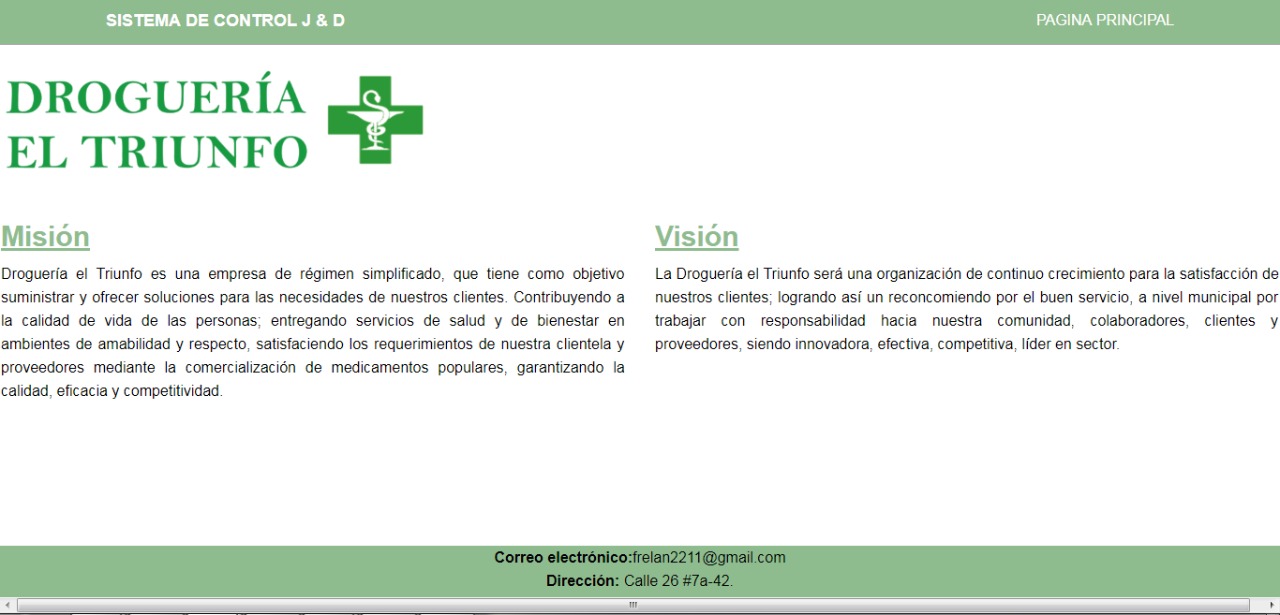 SISTEMA DE CONTROL J & D
PAGINA PRINCIPAL
DROGUERÍA
EL TRIUNFO
Misión
Droguería el Triunfo es una empresa de régimen simplificado, que tiene como objetivo
suministrar y ofrecer soluciones para las necesidades de nuestros clientes. Contribuyendo a
la calidad de vida de las personas; entregando servicios de salud y de bienestar en
ambientes de amabilidad y respecto, satisfaciendo los requerimientos de nuestra clientela y
proveedores mediante la comercialización de medicamentos populares, garantizando la
calidad, eficacia y competitividad.
Visión
La Droguería el Triunfo será una organización de continuo crecimiento para la satisfacción de
nuestros clientes; logrando así un reconcomiendo por el buen servicio, a nivel municipal por
trabajar con responsabilidad hacia nuestra comunidad, colaboradores, clientes y
proveedores, siendo innovadora, efectiva, competitiva, líder en sector.
Correo electrónico:frelan2211@gmail.com
Dirección: Calle 26 #7a-42.